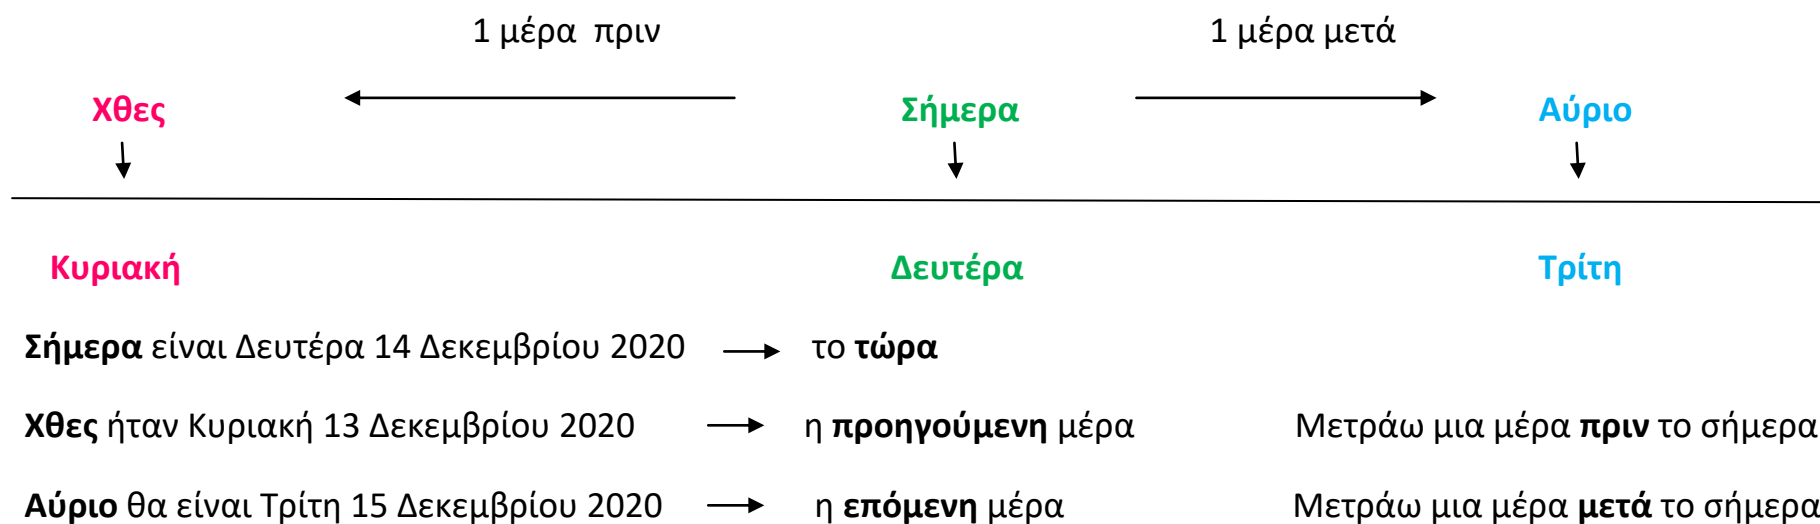 1 μέρα  πριν 1 μέρα μετά
Χθες Σήμερα Αύριο
Κυριακή Δευτέρα Τρίτη
Σήμερα είναι Δευτέρα 14 Δεκεμβρίου 2020 το τώρα
Χθες ήταν Κυριακή 13 Δεκεμβρίου 2020 η προηγούμενη μέρα Μετράω μια μέρα πριν το σήμερα
Αύριο θα είναι Τρίτη 15 Δεκεμβρίου 2020 η επόμενη μέρα Μετράω μια μέρα μετά το σήμερα